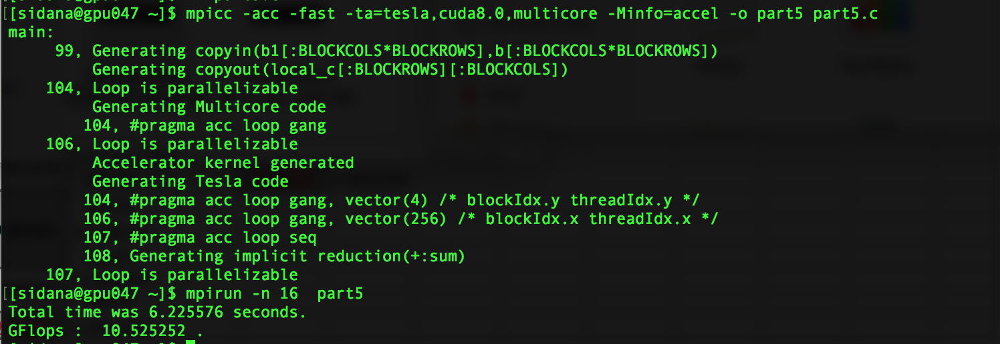 [[sidana@gpu047 ~]$ mpicc -acc -fast -ta=tesla,cuda8.0,multicore -Minfo=accel -o part5 part5.c
main:
     99, Generating copyin(b1[:BLOCKCOLS*BLOCKROWS],b[:BLOCKCOLS*BLOCKROWS])
         Generating copyout(local_c[:BLOCKROWS][:BLOCKCOLS])
    104, Loop is parallelizable
         Generating Multicore code
        104, #pragma acc loop gang
    106, Loop is parallelizable
         Accelerator kernel generated
         Generating Tesla code
        104, #pragma acc loop gang, vector(4) /* blockIdx.y threadIdx.y */
        106, #pragma acc loop gang, vector(256) /* blockIdx.x threadIdx.x */
        107, #pragma acc loop seq
        108, Generating implicit reduction(+:sum)
    107, Loop is parallelizable
[[sidana@gpu047 ~]$ mpirun -n 16  part5
Total time was 6.225576 seconds.
GFlops :  10.525252 .